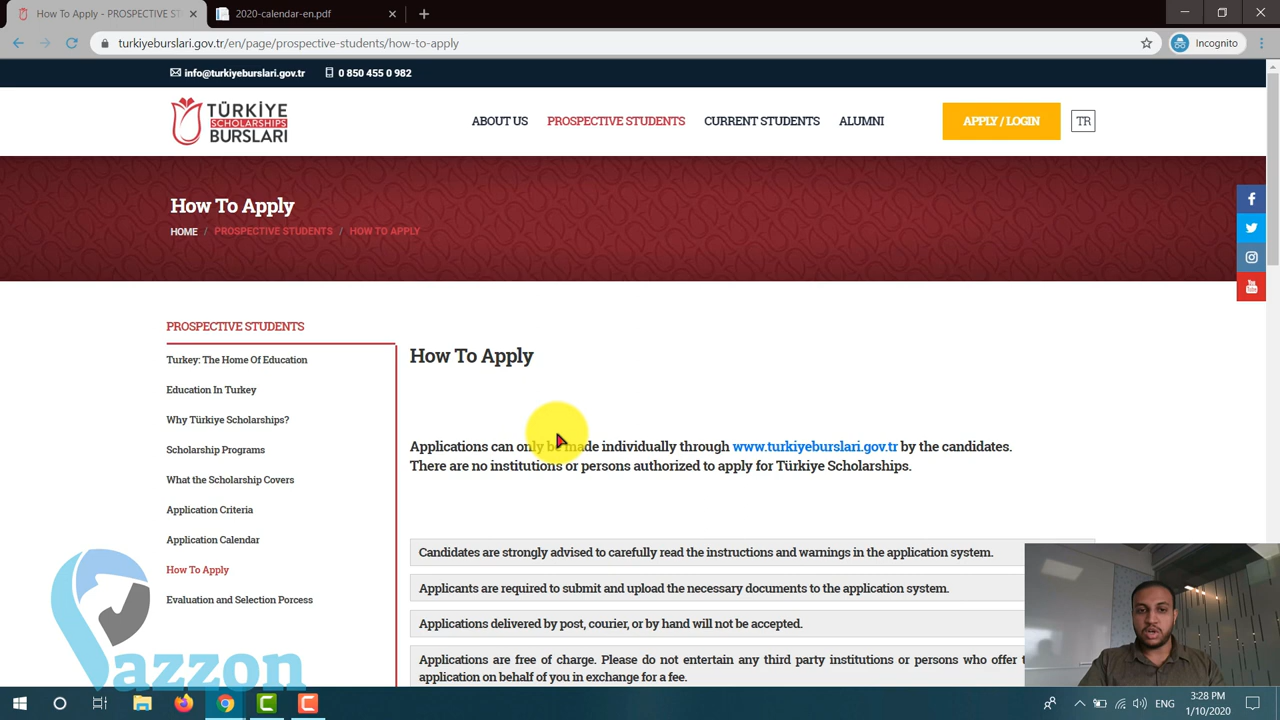 How To Apply - PROSPECTIVE ST
2020-calendar-en.pdf
turkiyeburslari.gov.tr/en/page/prospective-students/how-to-apply
Incognito
info@turkiyeburslari.gov.tr
0 850 455 0 982
TÜRKİYE
SCHOLARSHIPS
BURSLARI
ABOUT US
PROSPECTIVE STUDENTS
CURRENT STUDENTS
ALUMNI
APPLY / LOGIN
TR
How To Apply
HOME / PROSPECTIVE STUDENTS / HOW TO APPLY
PROSPECTIVE STUDENTS
Turkey: The Home Of Education
Education In Turkey
Why Türkiye Scholarships?
Scholarship Programs
What the Scholarship Covers
Application Criteria
Application Calendar
How To Apply
Evaluation and Selection Porcess
How To Apply
Applications can only be made individually through www.turkiyeburslari.gov.tr by the candidates.
There are no institutions or persons authorized to apply for Türkiye Scholarships.
Candidates are strongly advised to carefully read the instructions and warnings in the application system.
Applicants are required to submit and upload the necessary documents to the application system.
Applications delivered by post, courier, or by hand will not be accepted.
Applications are free of charge. Please do not entertain any third party institutions or persons who offer
application on behalf of you in exchange for a fee.
azzon
ENG
3:28 PM
1/10/2020